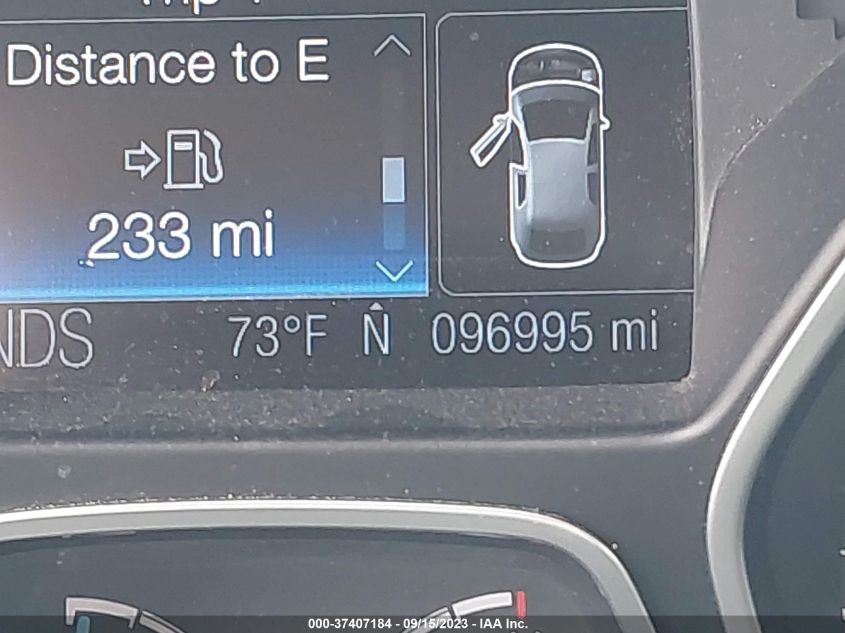 Distance to E
233 mi
NDS 73°F N 096995 mi
000-37407184 - 09/15/2023 - IAA Inc.